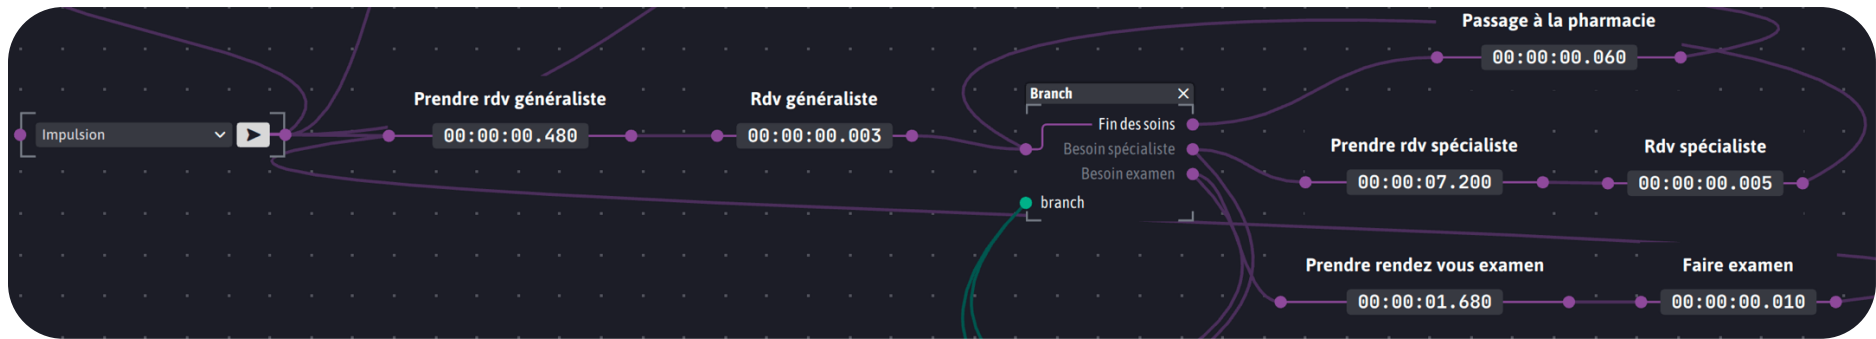 Impulsion
Prendre rdv généraliste
00:00:00.480
Rdv généraliste
00:00:00.003
Branch
Fin des soins
Besoin spécialiste
Besoin examen
branch
Passage à la pharmacie
00:00:00.060
Prendre rdv spécialiste
00:00:07.200
Rdv spécialiste
00:00:00.005
Prendre rendez vous examen
00:00:01.680
Faire examen
00:00:00.010